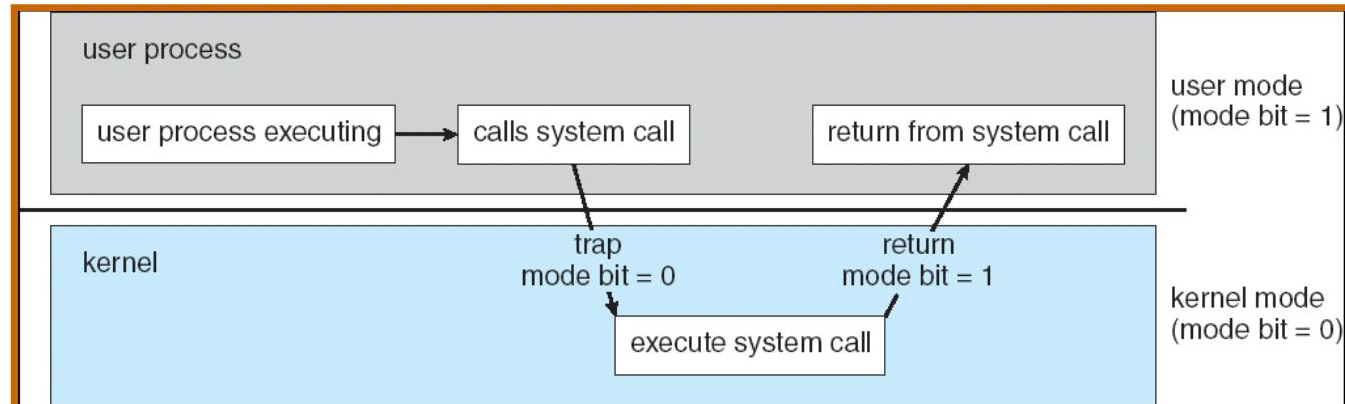 user process
user process executing
calls system call
return from system call
user mode
(mode bit = 1)
kernel
trap
mode bit = 0
return
mode bit = 1
execute system call
kernel mode
(mode bit = 0)